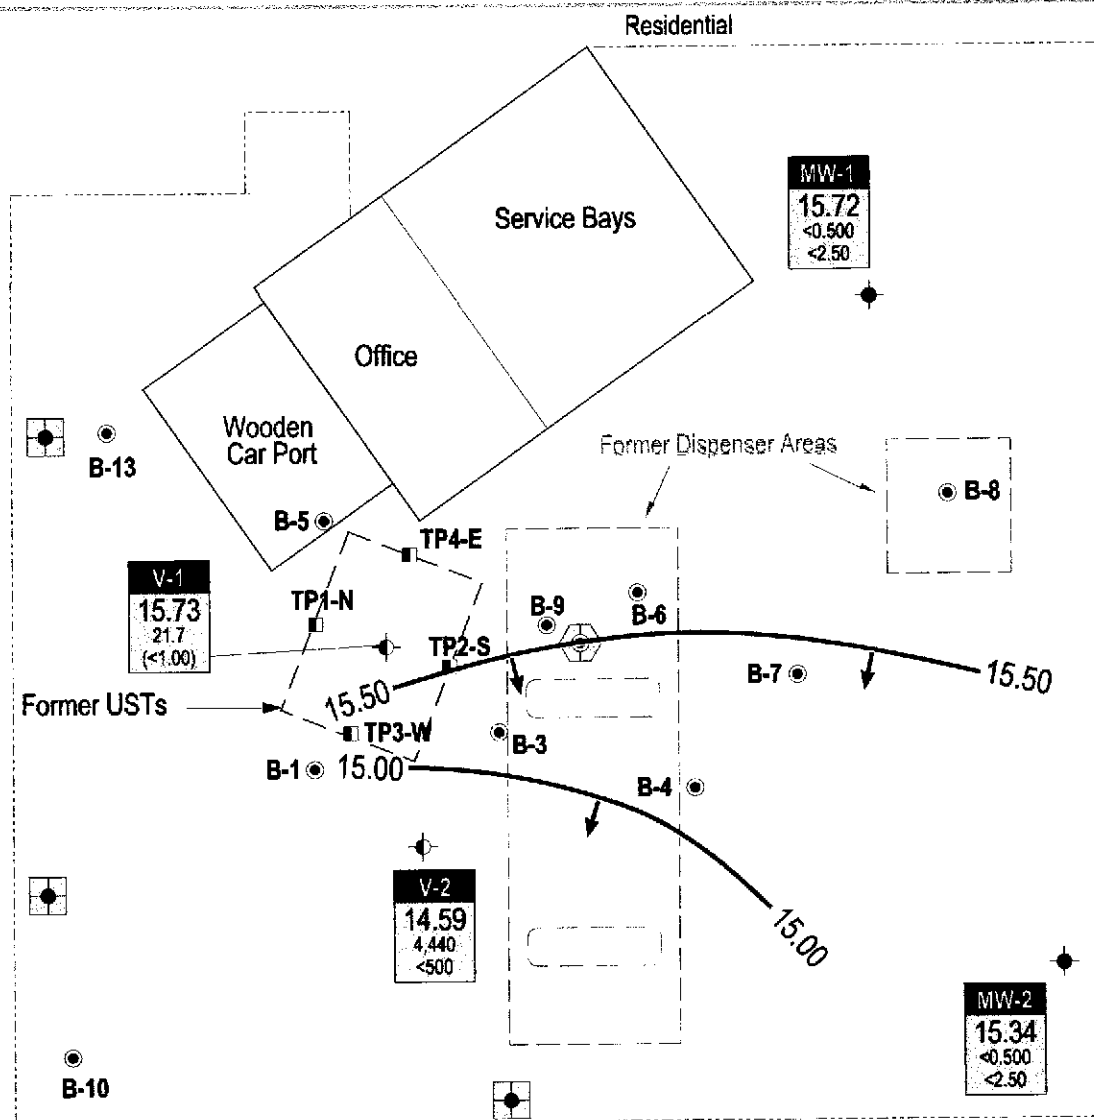 Residential
MW-1
15.72
<0.500
<2.50
Service Bays
Office
Wooden
Car Port
Former Dispenser Areas
B-13
B-8
B-5
TP4-E
V-1
15.73
21.7
(<1.00)
TP1-N
B-9
B-6
TP2-S
B-7
15.50
15.50
Former USTs
TP3-W
B-3
B-1
15.00
B-4
V-2
14.59
4,440
<500
15.00
MW-2
15.34
<0.500
<2.50
B-10